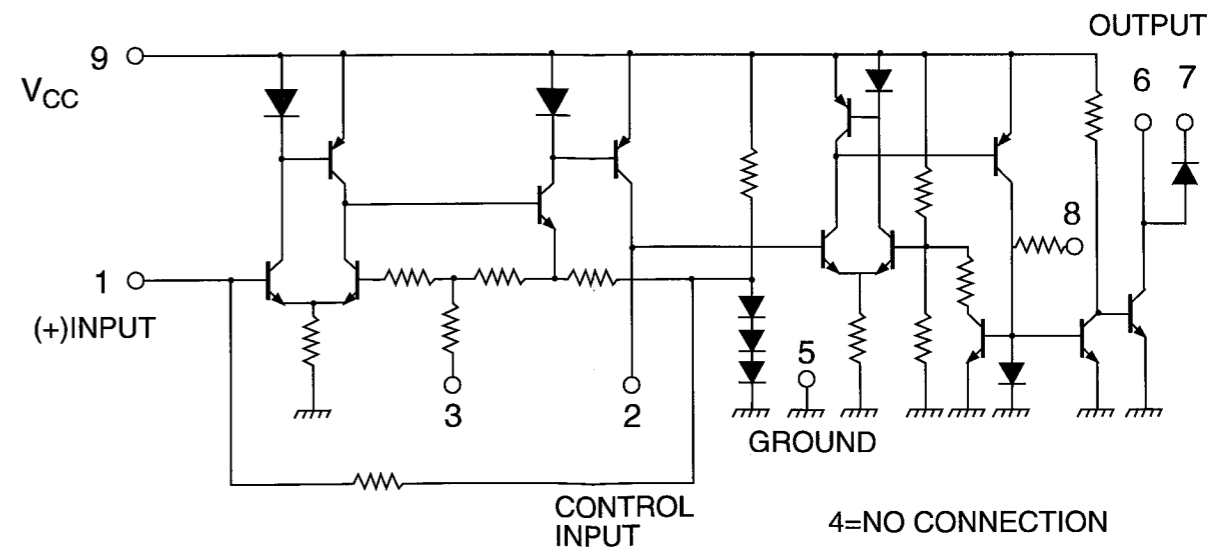 OUTPUT
9
6 7
VCC
8
1
(+)INPUT
5
3
2
GROUND
CONTROL
INPUT
4=NO CONNECTION